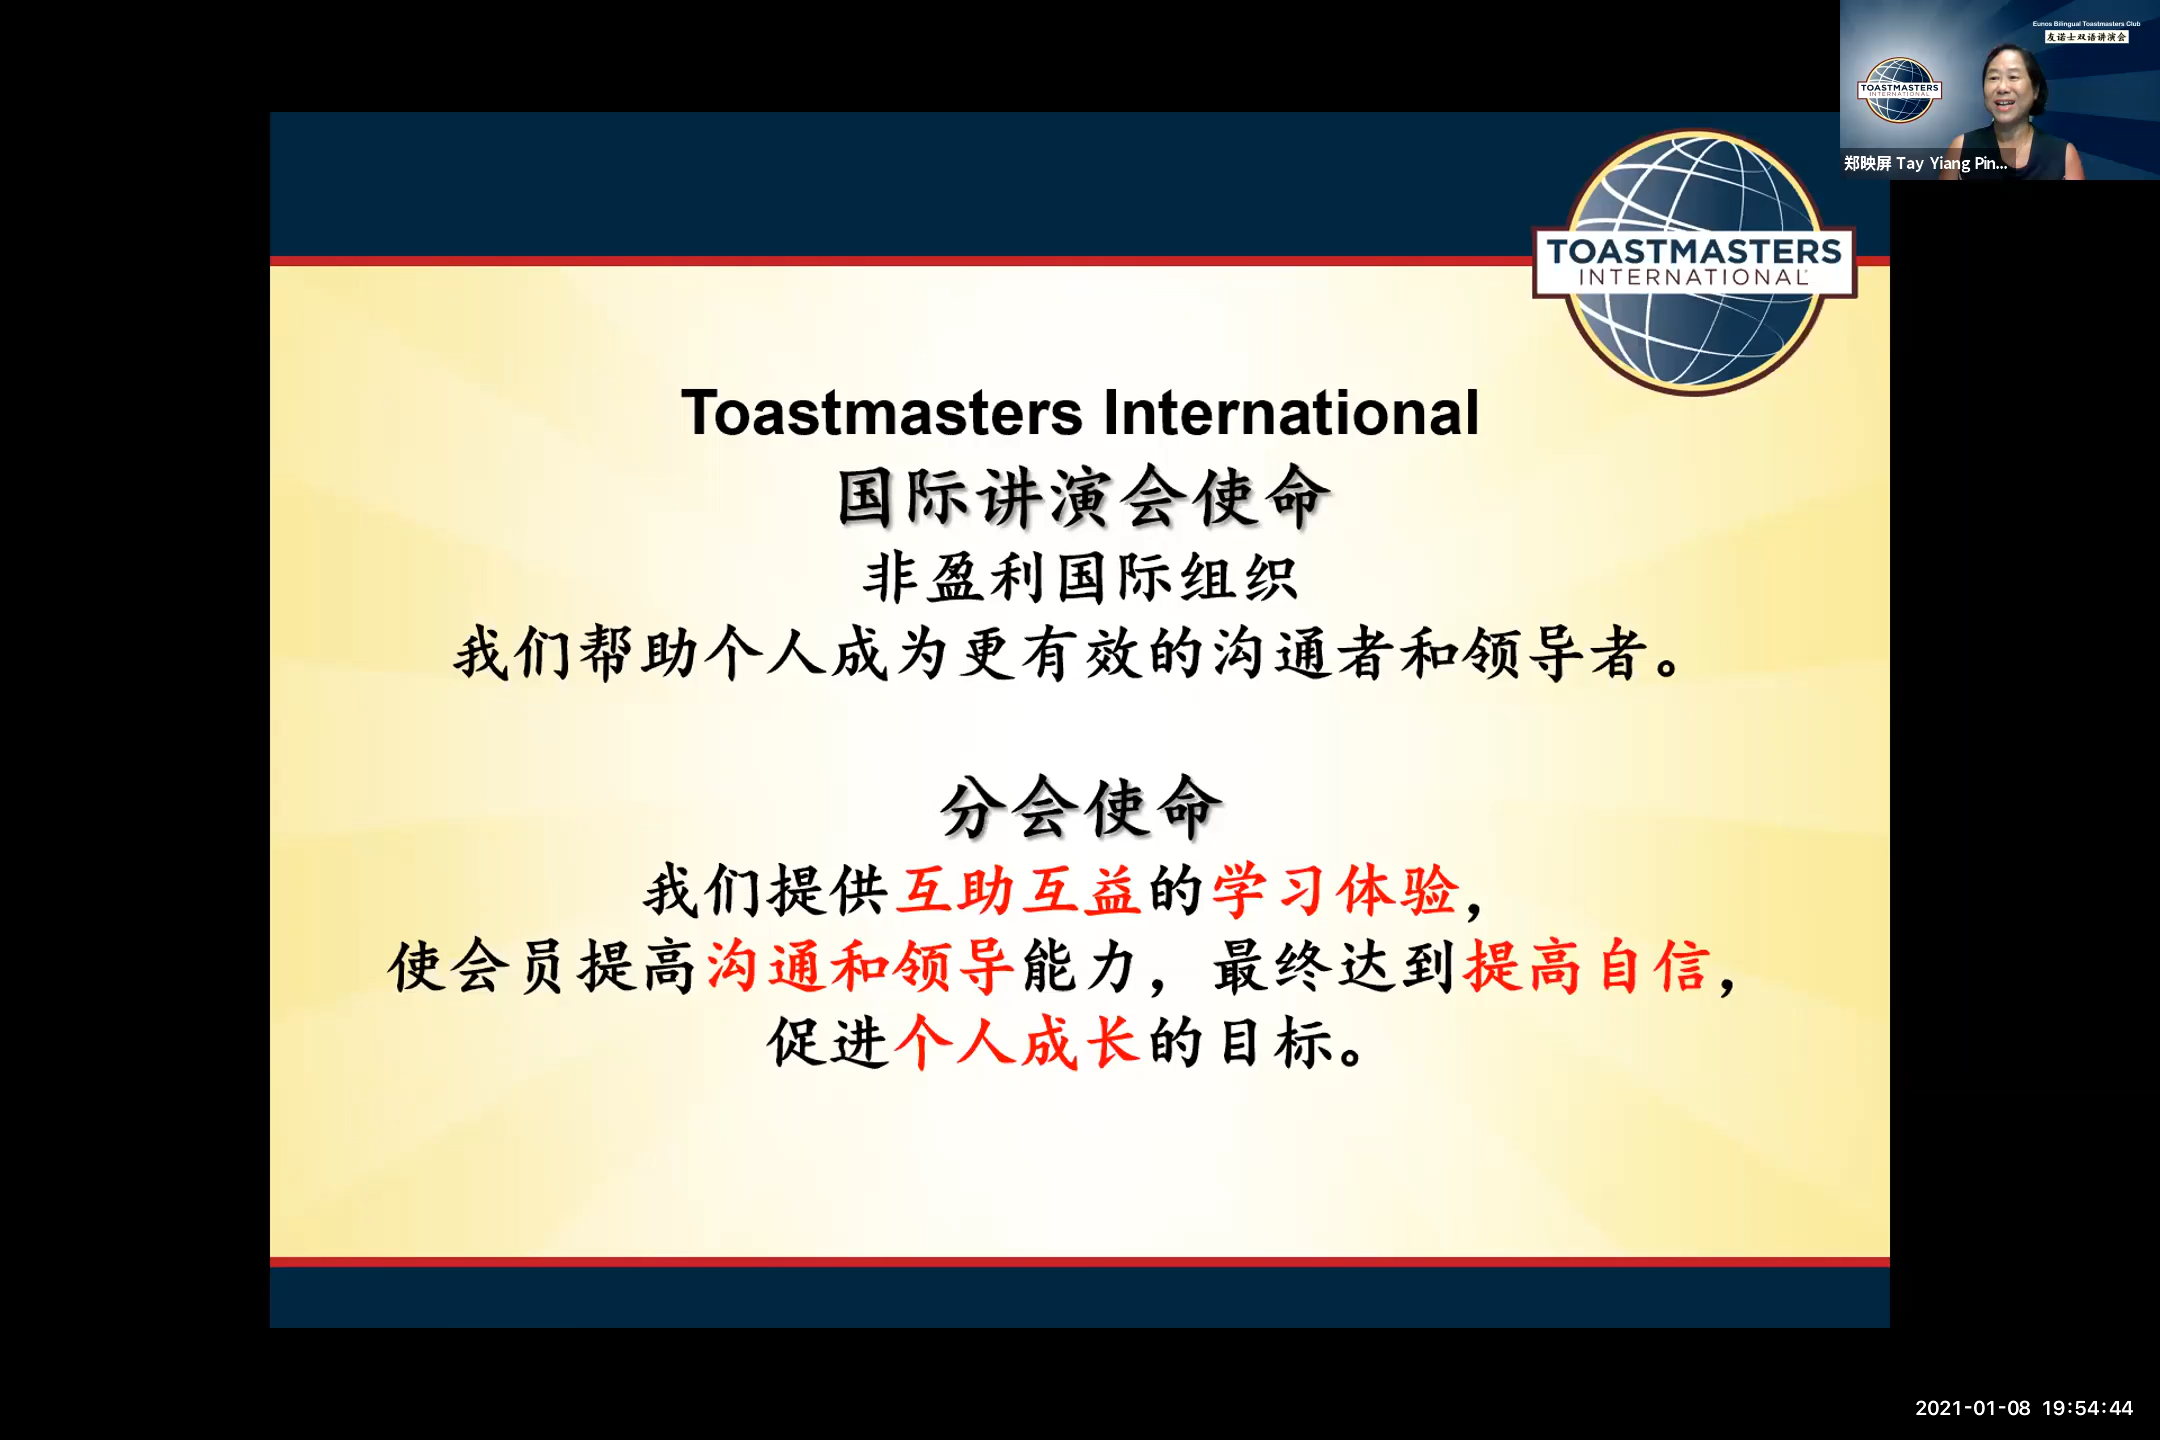 Eunos Bilingual Toastmasters Club
友诺士双语讲演会
TOASTMASTERS
INTERNATIONAL
郑映屏 Tay Yiang Pin...
TOASTMASTERS
INTERNATIONAL
Toastmasters International
国际讲演会使命
非盈利国际组织
我们帮助个人成为更有效的沟通者和领导者。
分会使命
我们提供互助互益的学习体验，
使会员提高沟通和领导能力，最终达到提高自信，
促进个人成长的目标。
2021-01-08 19:54:44